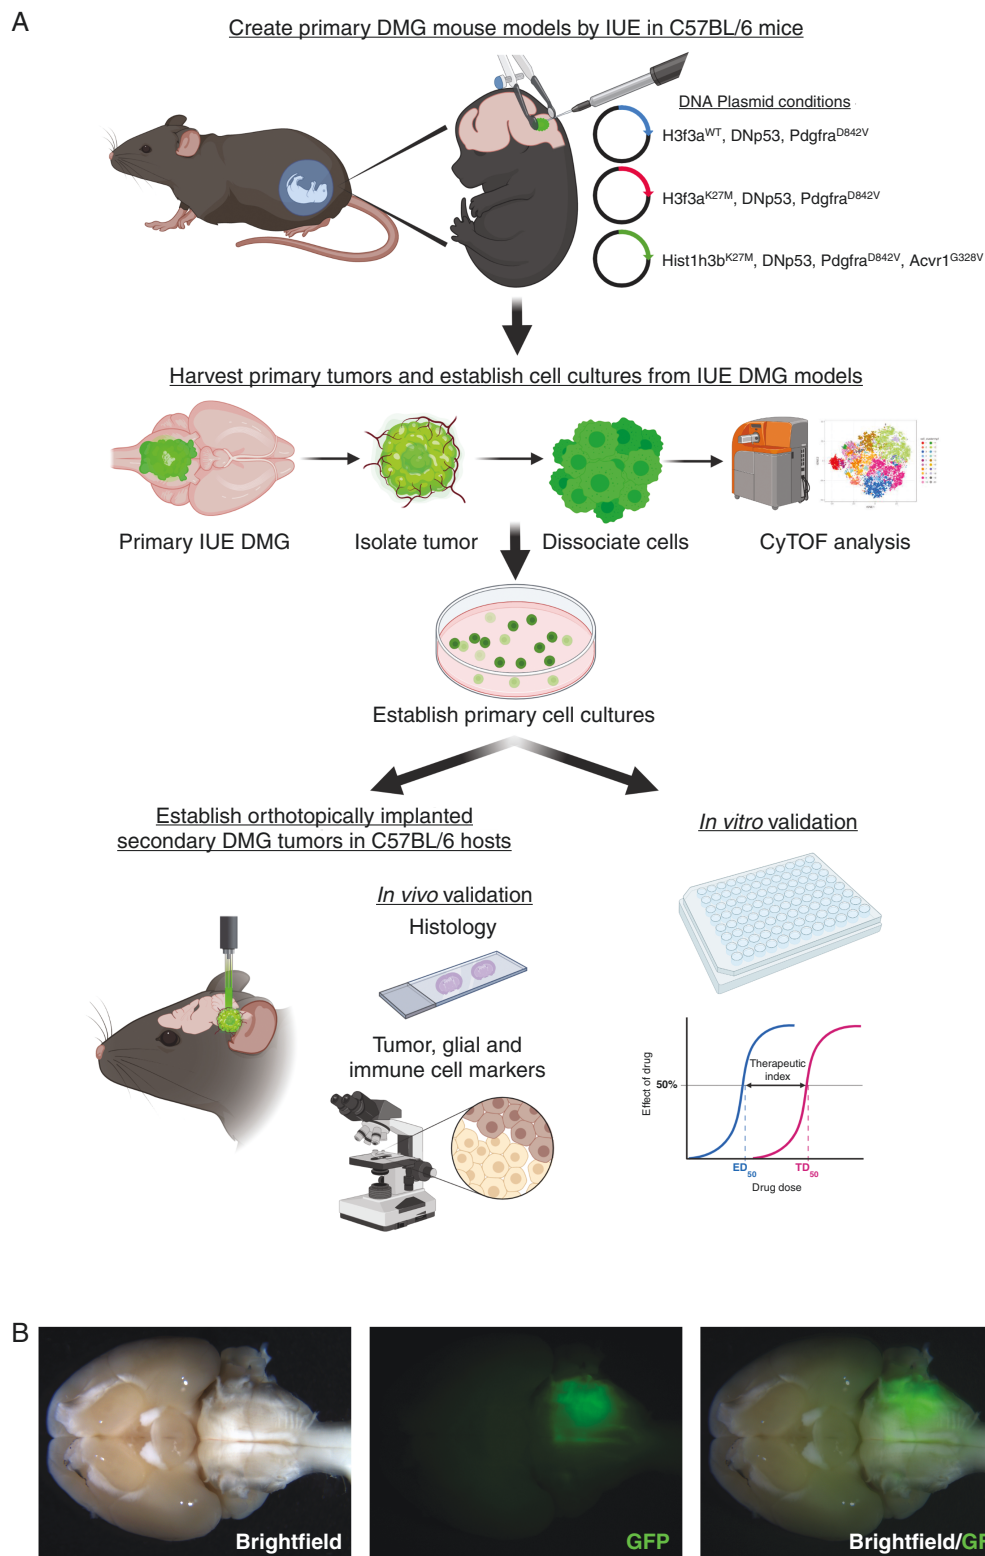 A
Create primary DMG mouse models by IUE in C57BL/6 mice
DNA Plasmid conditions
H3f3aWT, DNp53, PdgfraD842V
H3f3aK27M, DNp53, PdgfraD842V
Hist1h3bK27M, DNp53, PdgfraD842V, Acvr1G328V
Harvest primary tumors and establish cell cultures from IUE DMG models
Primary IUE DMG
Isolate tumor
Dissociate cells
CyTOF analysis
Establish primary cell cultures
Establish orthotopically implanted
secondary DMG tumors in C57BL/6 hosts
In vitro validation
In vivo validation
Histology
Tumor, glial and
immune cell markers
Effect of drug
50%
Therapeutic
index
ED50
TD50
Drug dose
B
Brightfield
GFP
Brightfield/GF